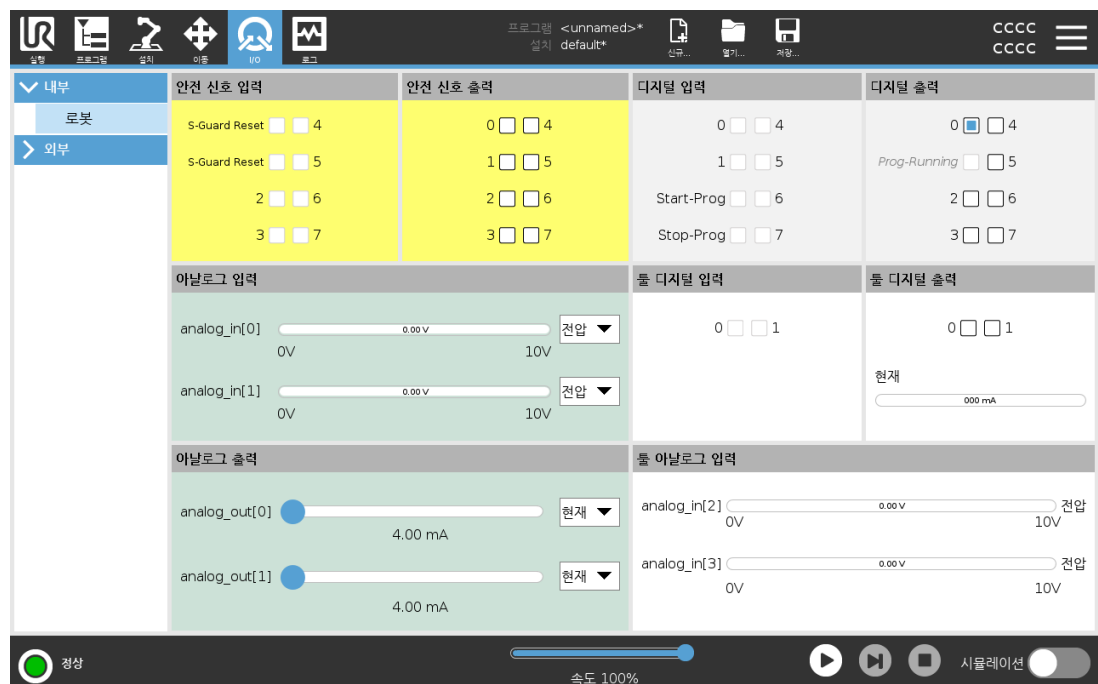 프로그램 <unnamed>*
설치 default*
CCCC
CCCC
실행 프로그램 설치 이동 I/O 로그 신규... 열기... 저장...
내부
로봇
외부
안전 신호 입력
S-Guard Reset 4
S-Guard Reset 5
2 6
3 7
안전 신호 출력
0 4
1 5
2 6
3 7
디지털 입력
0 4
1 5
Start-Prog 6
Stop-Prog 7
디지털 출력
0 4
Prog-Running 5
2 6
3 7
아날로그 입력
analog_in[0] 0.00 V 전압
0V 10V
analog_in[1] 0.00 V 전압
0V 10V
툴 디지털 입력
0 1
툴 디지털 출력
0 1
현재
000 mA
아날로그 출력
analog_out[0] 현재
4.00 mA
analog_out[1] 현재
4.00 mA
툴 아날로그 입력
analog_in[2] 0.00 V 전압
0V 10V
analog_in[3] 0.00 V 전압
0V 10V
정상
속도 100%
시뮬레이션